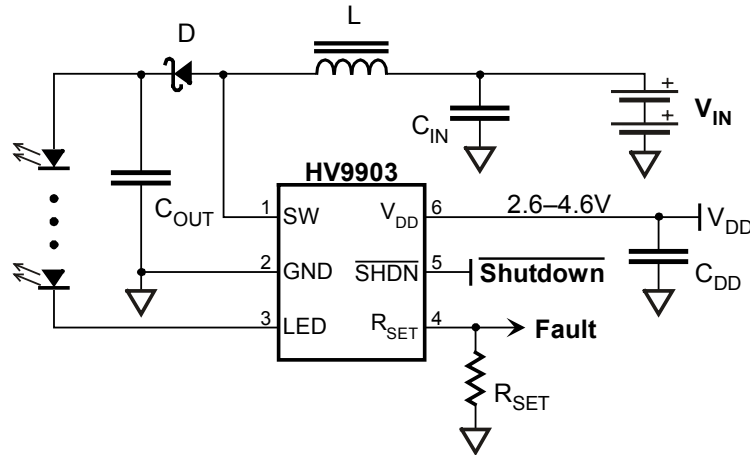 D
L
C_IN
+
+
V_IN
HV9903
C_OUT
1
SW
V_DD
6
2.6–4.6V
V_DD
2
GND
SHDN
5
Shutdown
C_DD
3
LED
R_SET
4
Fault
R_SET